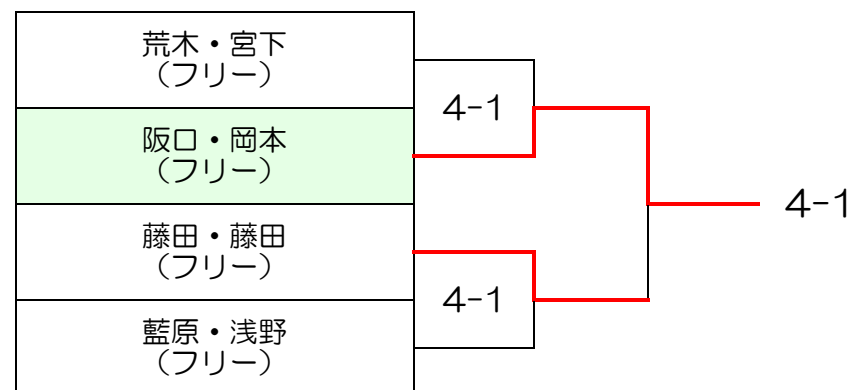 荒木・宮下
（フリー）
4-1
阪口・岡本
（フリー）
4-1
藤田・藤田
（フリー）
4-1
藍原・浅野
（フリー）